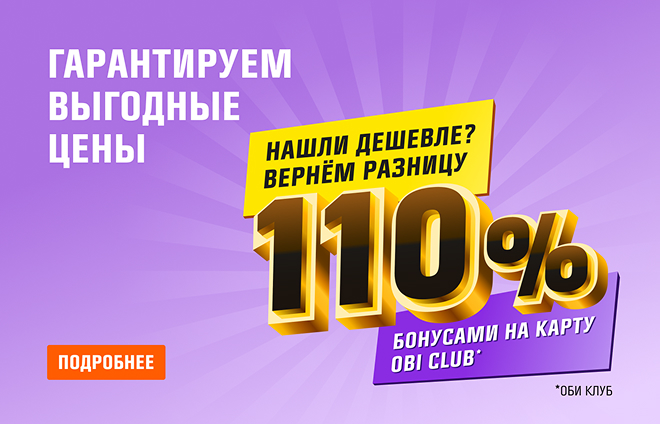 ГАРАНТИРУЕМ
ВЫГОДНЫЕ
ЦЕНЫ
НАШЛИ ДЕШЕВЛЕ?
ВЕРНЁМ РАЗНИЦУ
110%
БОНУСАМИ НА КАРТУ
OBI CLUB*
ПОДРОБНЕЕ
*ОБИ КЛУБ